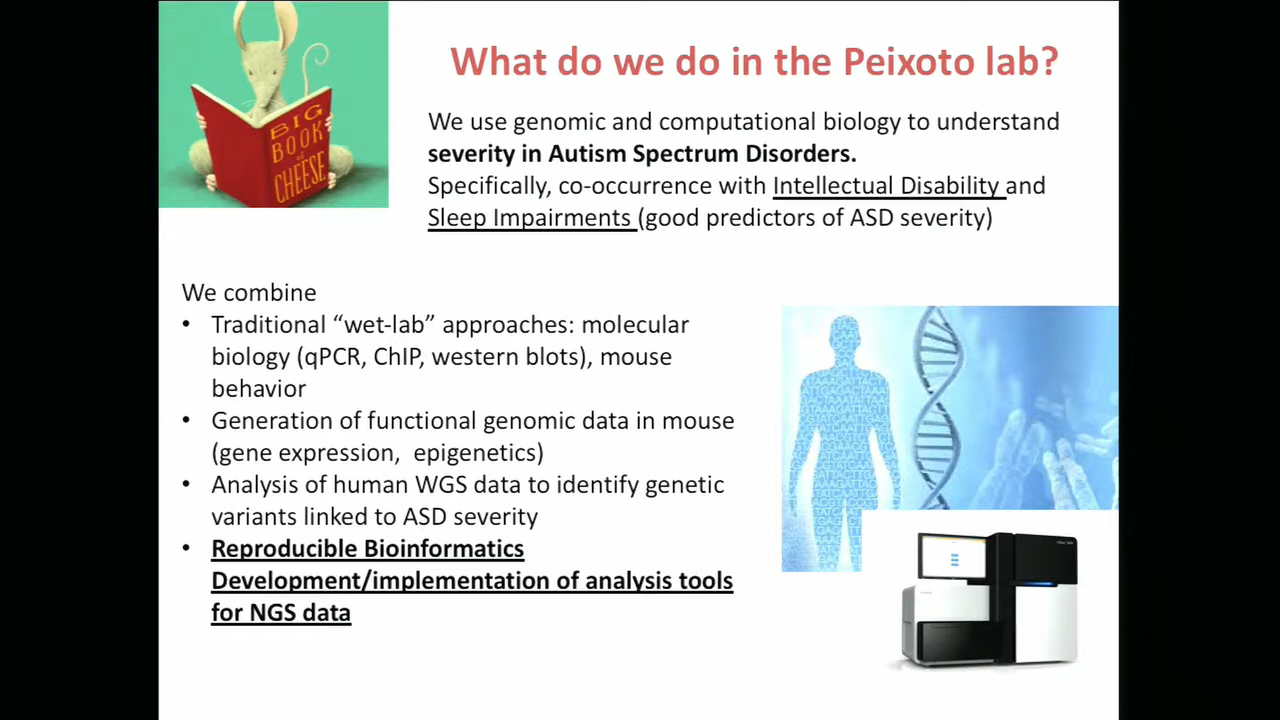 What do we do in the Peixoto lab?
BIG
BOOK
of
CHEESE
We use genomic and computational biology to understand
severity in Autism Spectrum Disorders.
Specifically, co-occurrence with Intellectual Disability and
Sleep Impairments (good predictors of ASD severity)
We combine
• Traditional “wet-lab” approaches: molecular
biology (qPCR, ChIP, western blots), mouse
behavior
• Generation of functional genomic data in mouse
(gene expression,  epigenetics)
• Analysis of human WGS data to identify genetic
variants linked to ASD severity
• Reproducible Bioinformatics
Development/implementation of analysis tools
for NGS data